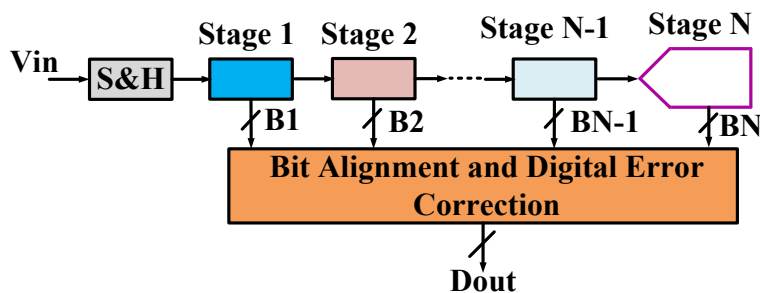 Stage 1
Stage 2
Stage N-1
Stage N
Vin
S&H
B1
B2
BN-1
BN
Bit Alignment and Digital Error
Correction
Dout